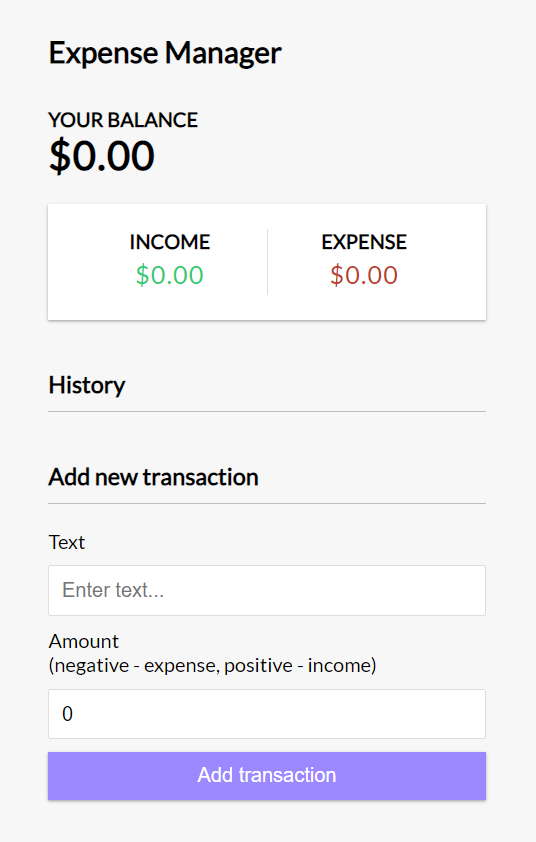 Expense Manager
YOUR BALANCE
$0.00
INCOME
$0.00
EXPENSE
$0.00
History
Add new transaction
Text
Enter text...
Amount
(negative - expense, positive - income)
0
Add transaction